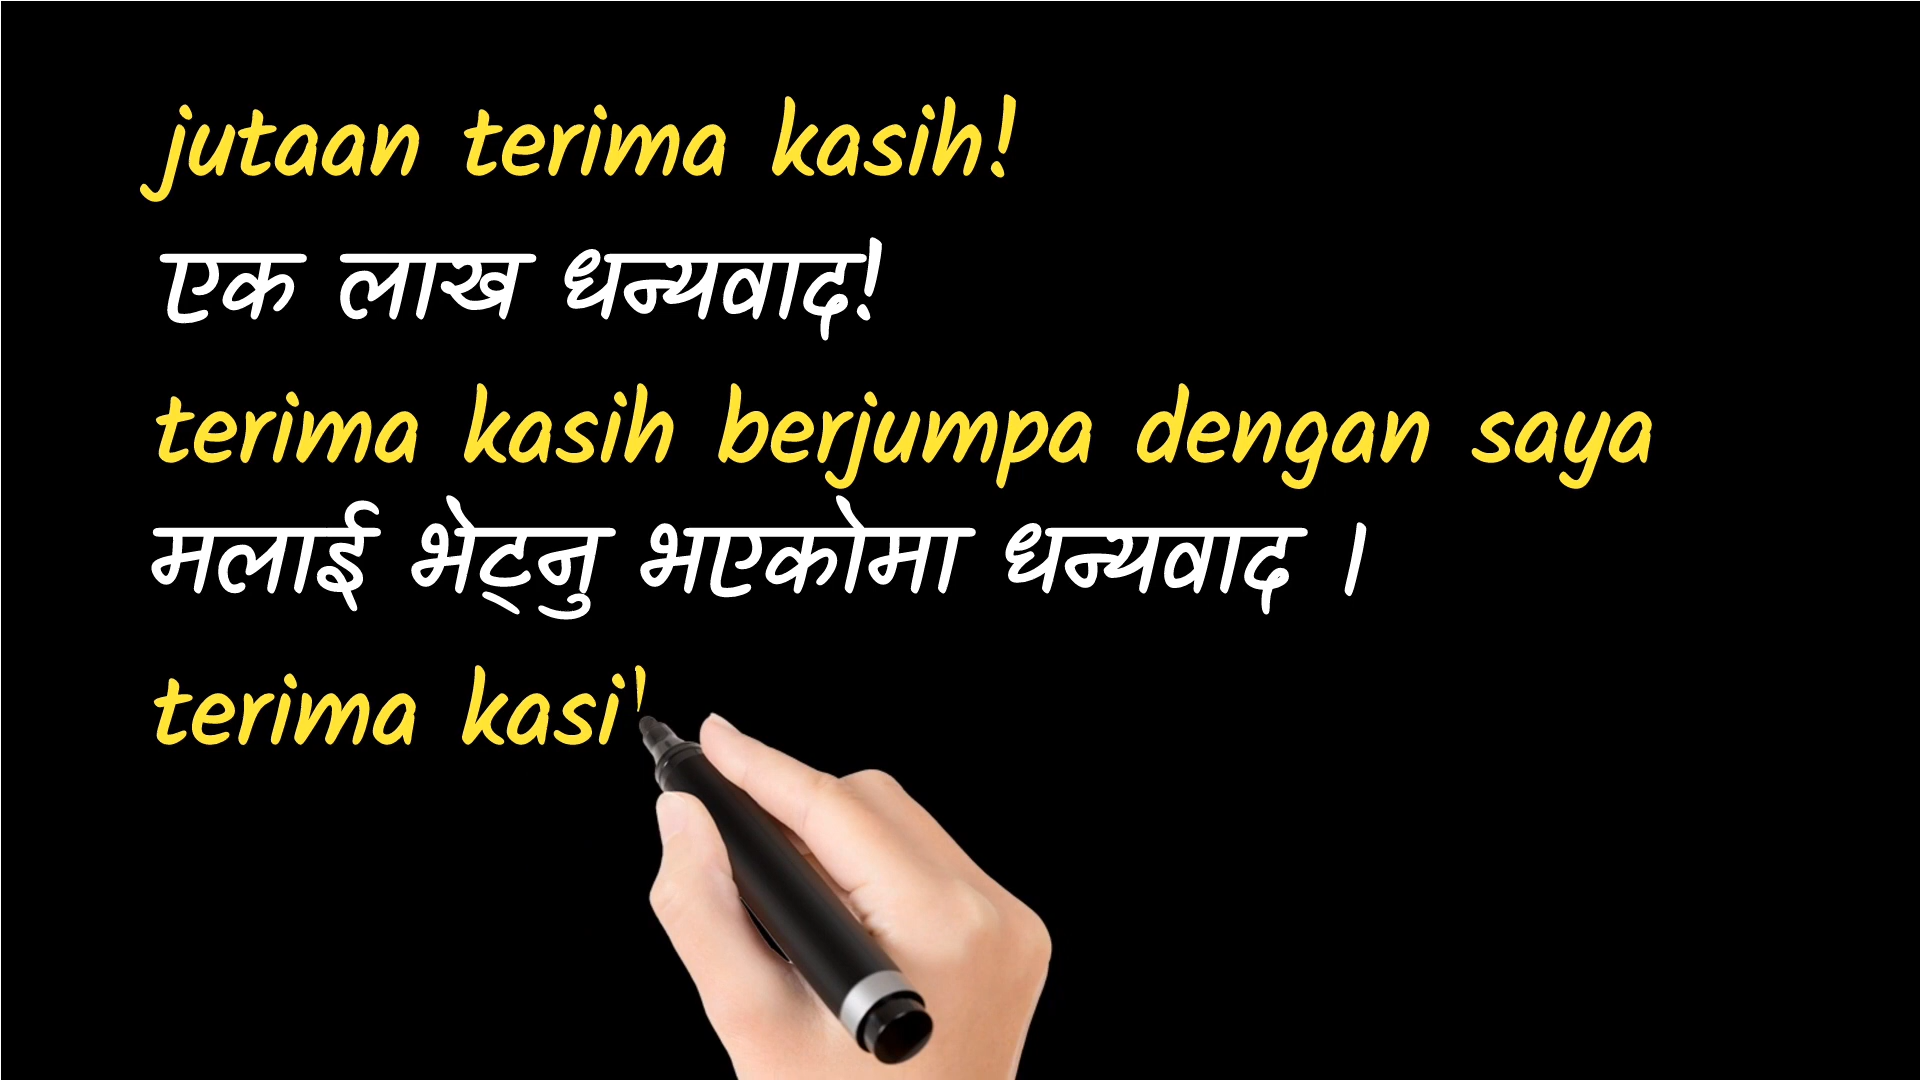 jutaan terima kasih!
एक लाख धन्यवाद!
terima kasih berjumpa dengan saya
मलाई भेट्नु भएकोमा धन्यवाद ।
terima kasi'